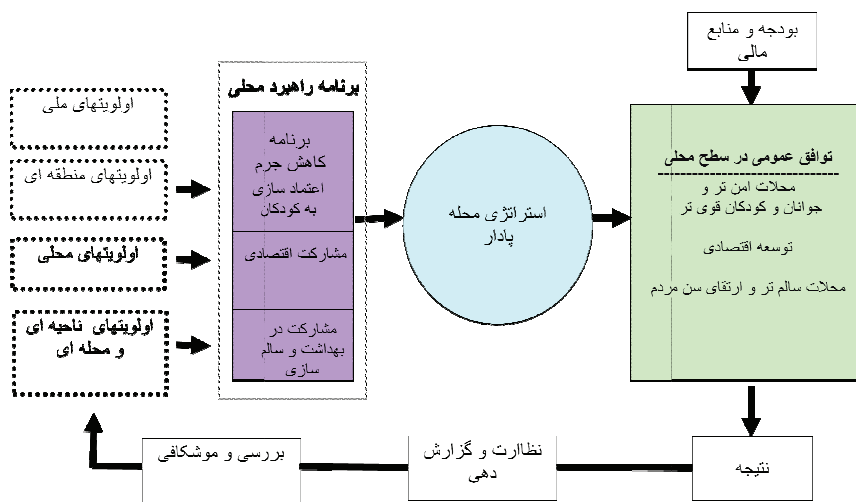 بودجه و منابع
مالی
برنامه راهبرد محلی
اولویتهای ملی
اولویتهای منطقه ای
اولویتهای محلی
اولویتهای ناحیه ای
و محله ای
برنامه
کاهش جرم
اعتماد سازی
به کودکان
مشارکت اقتصادی
مشارکت در
بهداشت و سالم
سازی
استراتژی محله
پادار
توافق عمومی در سطح محلی
محلات امن تر و
جوانان و کودکان قوی تر
توسعه اقتصادی
محلات سالم تر و ارتقای سن مردم
نتیجه
نظاارت و گزارش
دهی
بررسی و موشکافی